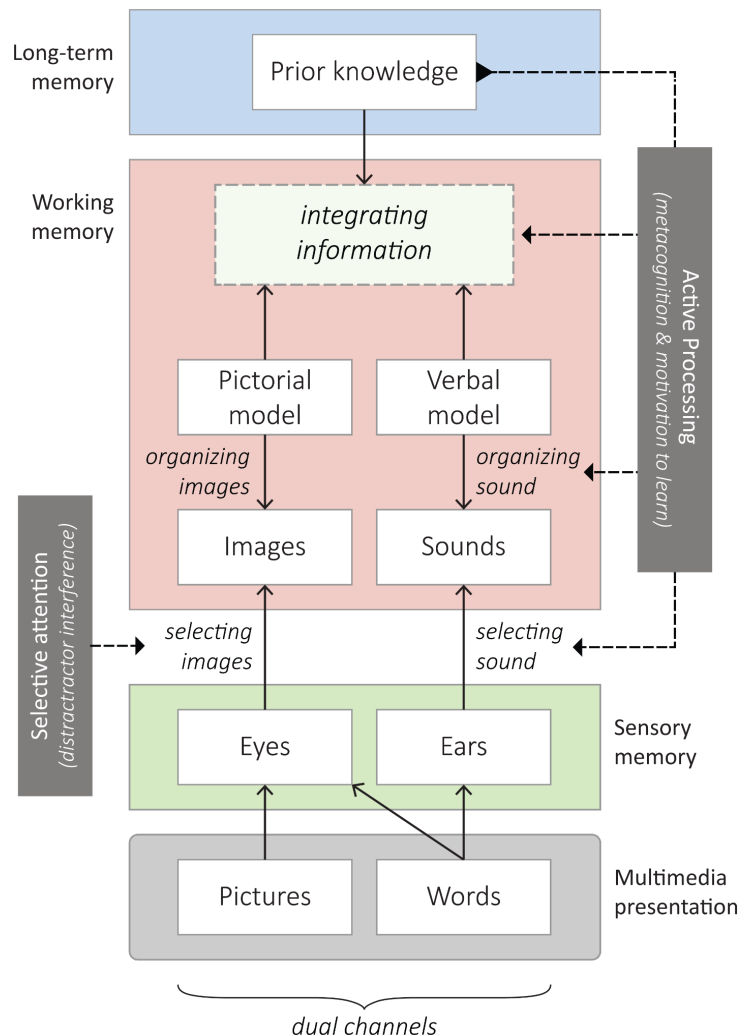 Long-term
memory
Prior knowledge
Working
memory
integrating
information
Active Processing
(metacognition & motivation to learn)
Pictorial
model
Verbal
model
organizing
images
organizing
sound
Images
Sounds
Selective attention
(distractractor interference)
selecting
images
selecting
sound
Eyes
Ears
Sensory
memory
Pictures
Words
Multimedia
presentation
dual channels